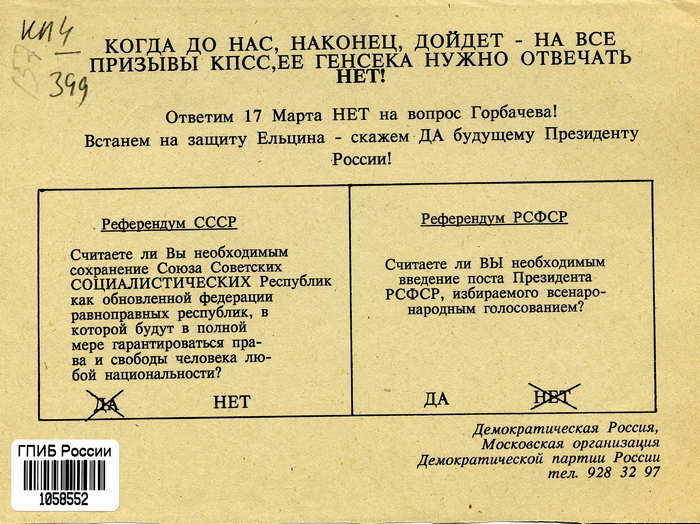 КП4
399
КОГДА ДО НАС, НАКОНЕЦ, ДОЙДЕТ - НА ВСЕ
ПРИЗЫВЫ КПСС,ЕЕ ГЕНСЕКА НУЖНО ОТВЕЧАТЬ
НЕТ!
Ответим 17 Марта НЕТ на вопрос Горбачева!
Встанем на защиту Ельцина - скажем ДА будущему Президенту
России!
Референдум СССР
Считаете ли Вы необходимым
сохранение Союза Советских
СОЦИАЛИСТИЧЕСКИХ Республик
как обновленной федерации
равноправных республик, в
которой будут в полной
мере гарантироваться пра-
ва и свободы человека лю-
бой национальности?
ДА НЕТ
Референдум РСФСР
Считаете ли ВЫ необходимым
введение поста Президента
РСФСР, избираемого всенаро-
народным голосованием?
ДА НЕТ
Демократическая Россия,
Московская организация
Демократической партии России
тел. 928 32 97
ГПИБ России
1058552